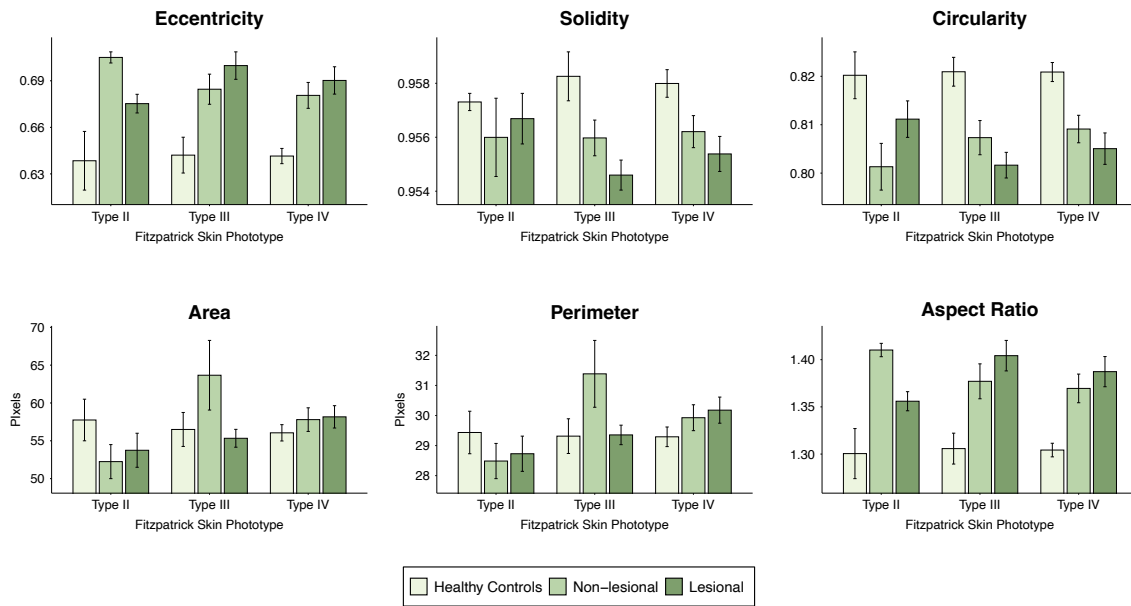 Eccentricity
0.69
0.66
0.63
Type II Type III Type IV
Fitzpatrick Skin Phototype
Solidity
0.958
0.956
0.954
Type II Type III Type IV
Fitzpatrick Skin Phototype
Circularity
0.82
0.81
0.80
Type II Type III Type IV
Fitzpatrick Skin Phototype
Area
PIxels
70
65
60
55
50
Type II Type III Type IV
Fitzpatrick Skin Phototype
Perimeter
PIxels
32
31
30
29
28
Type II Type III Type IV
Fitzpatrick Skin Phototype
Aspect Ratio
1.40
1.35
1.30
Type II Type III Type IV
Fitzpatrick Skin Phototype
Healthy Controls Non−lesional Lesional